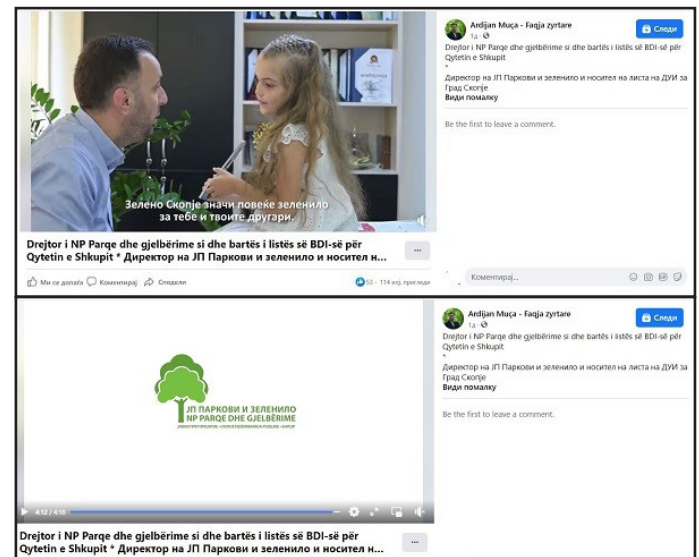 Зелено Скопје значи повеќе зеленило
за тебе и твоите другари.
Drejtor i NP Parqe dhe gjelbërime si dhe bartës i listës së BDI-së për
Qytetin e Shkupit * Директор на ЈП Паркови и зеленило и носител н...
Ми се допаѓа Коментирај Сподели
53 · 114 илј. прегледи
Ardijan Muça - Faqja zyrtare
1д ·
Следи
Drejtor i NP Parqe dhe gjelbërime si dhe bartës i listës së BDI-së për
Qytetin e Shkupit
*
Директор на ЈП Паркови и зеленило и носител на листа на ДУИ за
Град Скопје
Види помалку
Be the first to leave a comment.
Коментирај...
ЈП ПАРКОВИ И ЗЕЛЕНИЛО
NP PARQE DHE GJELBËRIME
4:12 / 4:18
Drejtor i NP Parqe dhe gjelbërime si dhe bartës i listës së BDI-së për
Qytetin e Shkupit * Директор на ЈП Паркови и зеленило и носител н...
Ardijan Muça - Faqja zyrtare
1д ·
Следи
Drejtor i NP Parqe dhe gjelbërime si dhe bartës i listës së BDI-së për
Qytetin e Shkupit
*
Директор на ЈП Паркови и зеленило и носител на листа на ДУИ за
Град Скопје
Види помалку
Be the first to leave a comment.